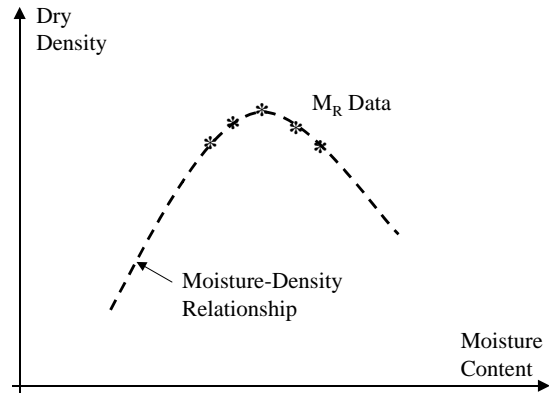 Dry
Density
M_R Data
Moisture-Density
Relationship
Moisture
Content